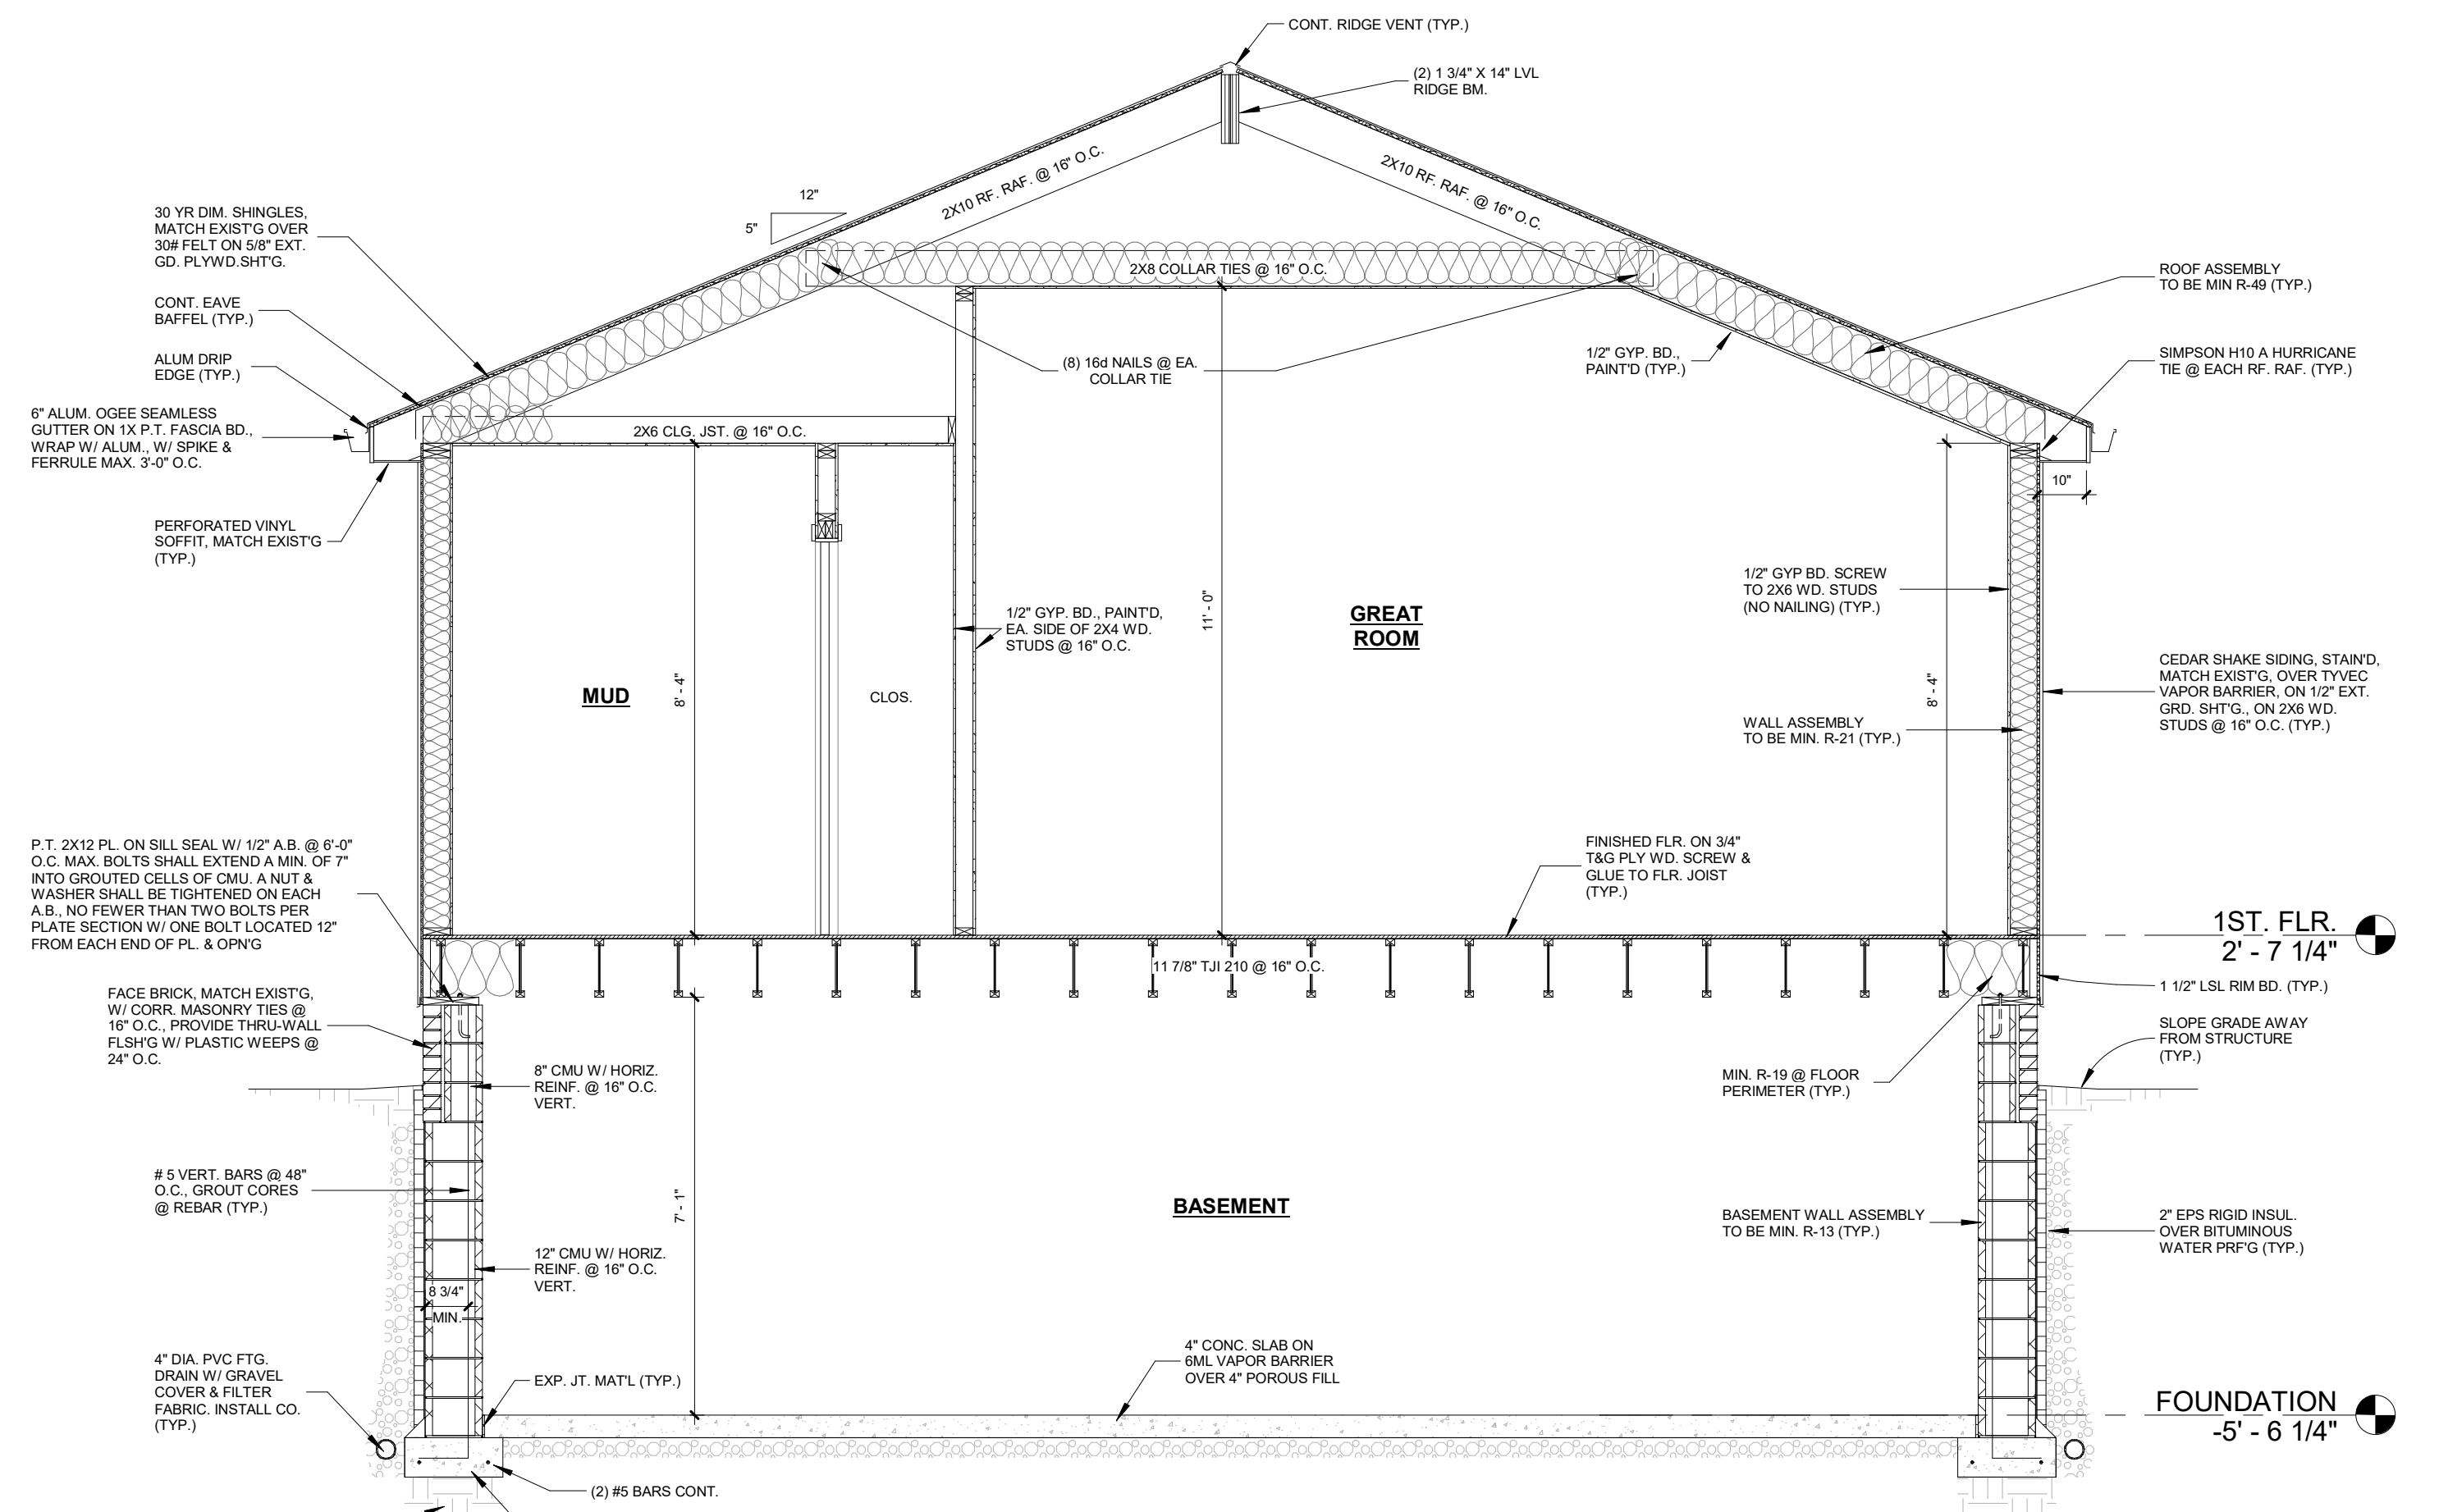 CONT. RIDGE VENT (TYP.)
(2) 1 3/4" X 14" LVL
RIDGE BM.
2X10 RF. RAF. @ 16" O.C.
2X10 RF. RAF. @ 16" O.C.
12"
5"
30 YR DIM. SHINGLES,
MATCH EXIST'G OVER
30# FELT ON 5/8" EXT.
GD. PLYWD.SHT'G.
CONT. EAVE
BAFFEL (TYP.)
ALUM DRIP
EDGE (TYP.)
6" ALUM. OGEE SEAMLESS
GUTTER ON 1X P.T. FASCIA BD.,
WRAP W/ ALUM., W/ SPIKE &
FERRULE MAX. 3'-0" O.C.
PERFORATED VINYL
SOFFIT, MATCH EXIST'G
(TYP.)
2X8 COLLAR TIES @ 16" O.C.
ROOF ASSEMBLY
TO BE MIN R-49 (TYP.)
(8) 16d NAILS @ EA.
COLLAR TIE
1/2" GYP. BD.,
PAINT'D (TYP.)
SIMPSON H10 A HURRICANE
TIE @ EACH RF. RAF. (TYP.)
2X6 CLG. JST. @ 16" O.C.
10"
1/2" GYP BD. SCREW
TO 2X6 WD. STUDS
(NO NAILING) (TYP.)
1/2" GYP. BD., PAINT'D,
EA. SIDE OF 2X4 WD.
STUDS @ 16" O.C.
11' - 0"
GREAT
ROOM
MUD
8' - 4"
CLOS.
8' - 4"
WALL ASSEMBLY
TO BE MIN. R-21 (TYP.)
CEDAR SHAKE SIDING, STAIN'D,
MATCH EXIST'G, OVER TYVEC
VAPOR BARRIER, ON 1/2" EXT.
GRD. SHT'G., ON 2X6 WD.
STUDS @ 16" O.C. (TYP.)
P.T. 2X12 PL. ON SILL SEAL W/ 1/2" A.B. @ 6'-0"
O.C. MAX. BOLTS SHALL EXTEND A MIN. OF 7"
INTO GROUTED CELLS OF CMU. A NUT &
WASHER SHALL BE TIGHTENED ON EACH
A.B., NO FEWER THAN TWO BOLTS PER
PLATE SECTION W/ ONE BOLT LOCATED 12"
FROM EACH END OF PL. & OPN'G
FINISHED FLR. ON 3/4"
T&G PLY WD. SCREW &
GLUE TO FLR. JOIST
(TYP.)
1ST. FLR.
2' - 7 1/4"
11 7/8" TJI 210 @ 16" O.C.
1 1/2" LSL RIM BD. (TYP.)
FACE BRICK, MATCH EXIST'G,
W/ CORR. MASONRY TIES @
16" O.C., PROVIDE THRU-WALL
FLSH'G W/ PLASTIC WEEPS @
24" O.C.
SLOPE GRADE AWAY
FROM STRUCTURE
(TYP.)
8" CMU W/ HORIZ.
REINF. @ 16" O.C.
VERT.
MIN. R-19 @ FLOOR
PERIMETER (TYP.)
# 5 VERT. BARS @ 48"
O.C., GROUT CORES
@ REBAR (TYP.)
7' - 1"
BASEMENT
BASEMENT WALL ASSEMBLY
TO BE MIN. R-13 (TYP.)
2" EPS RIGID INSUL.
OVER BITUMINOUS
WATER PRF'G (TYP.)
12" CMU W/ HORIZ.
REINF. @ 16" O.C.
VERT.
8 3/4"
MIN.
4" DIA. PVC FTG.
DRAIN W/ GRAVEL
COVER & FILTER
FABRIC. INSTALL CO.
(TYP.)
EXP. JT. MAT'L (TYP.)
4" CONC. SLAB ON
6ML VAPOR BARRIER
OVER 4" POROUS FILL
FOUNDATION
-5' - 6 1/4"
(2) #5 BARS CONT.